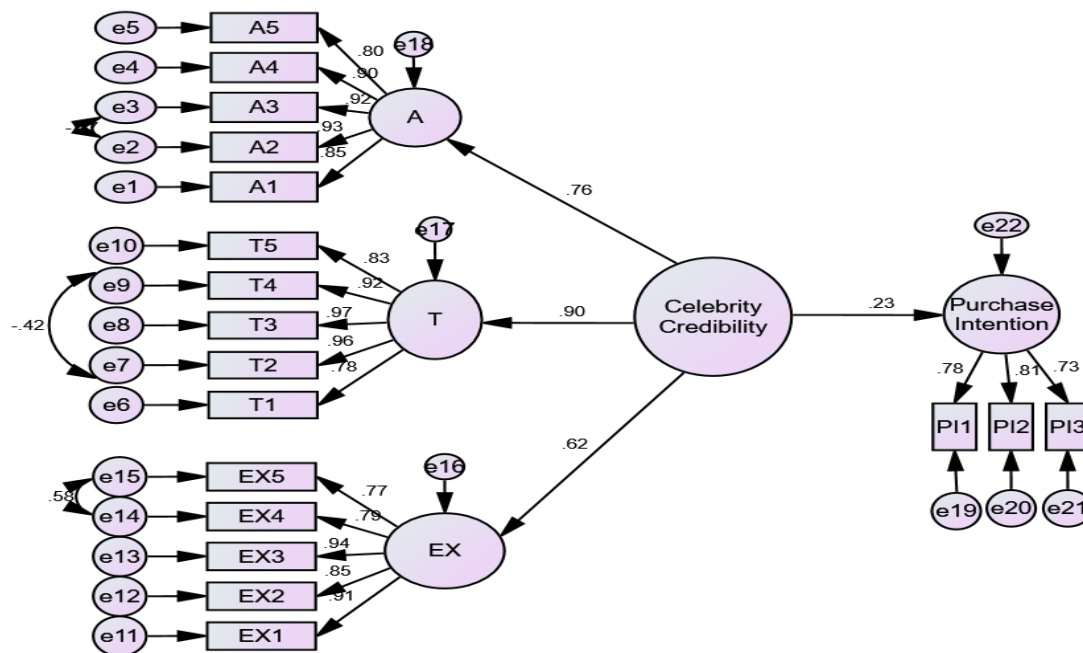 e5
A5
e4
A4
e3
A3
e2
A2
e1
A1
.80
.90
.92
.93
.85
e18
A
.76
e10
T5
e9
T4
e8
T3
e7
T2
e6
T1
-.42
.83
.92
.97
.96
.78
e17
T
.90
Celebrity
Credibility
.23
e22
Purchase
Intention
.78
.81
.73
PI1
PI2
PI3
e19
e20
e21
.62
e15
EX5
e14
EX4
e13
EX3
e12
EX2
e11
EX1
.58
.77
.79
.94
.85
.91
e16
EX